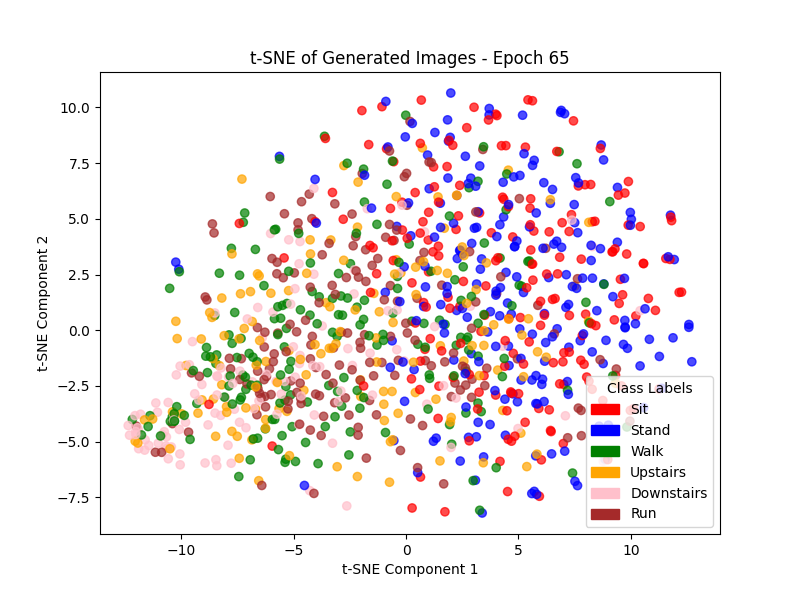 t-SNE of Generated Images - Epoch 65
t-SNE Component 2
10.0
7.5
5.0
2.5
0.0
−2.5
−5.0
−7.5
Class Labels
Sit
Stand
Walk
Upstairs
Downstairs
Run
−10
−5
0
5
10
t-SNE Component 1